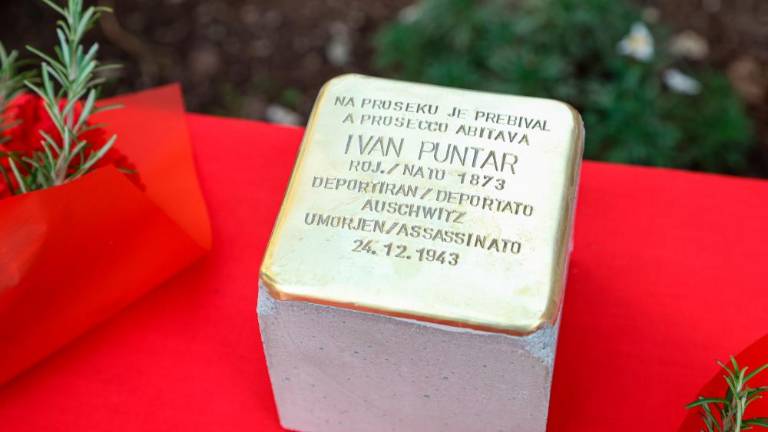 NA PROSEKU JE PREBIVAL
A PROSECCO ABITAVA
IVAN PUNTAR
ROJ./NATO 1873
DEPORTIRAN/DEPORTATO
AUSCHWITZ
UMORJEN/ASSASSINATO
24.12.1943